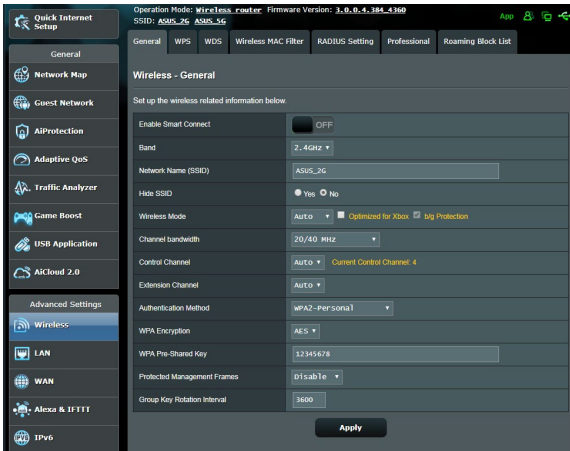 Quick Internet
Setup
Operation Mode: Wireless router Firmware Version: 3.0.0.4.384_4360
SSID: ASUS_2G ASUS_5G
App
General WPS WDS Wireless MAC Filter RADIUS Setting Professional Roaming Block List
General
Network Map
Guest Network
AiProtection
Adaptive QoS
Traffic Analyzer
Game Boost
USB Application
AiCloud 2.0
Advanced Settings
Wireless
LAN
WAN
Alexa & IFTTT
IPv6
Wireless - General
Set up the wireless related information below.
Enable Smart Connect OFF
Band 2.4GHz
Network Name (SSID) ASUS_2G
Hide SSID Yes No
Wireless Mode Auto Optimized for Xbox b/g Protection
Channel bandwidth 20/40 MHz
Control Channel Auto Current Control Channel: 4
Extension Channel Auto
Authentication Method WPA2-Personal
WPA Encryption AES
WPA Pre-Shared Key 12345678
Protected Management Frames Disable
Group Key Rotation Interval 3600
Apply